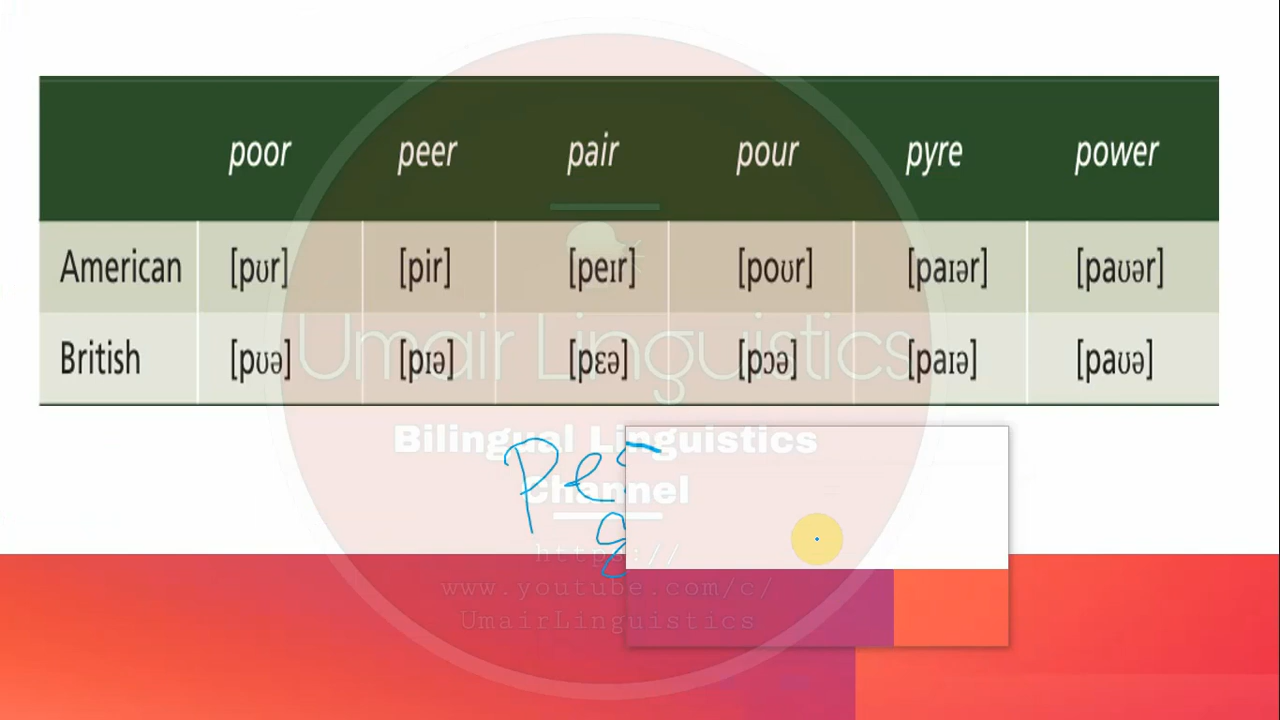 poor peer pair pour pyre power
American [pʊr] [pir] [peɪr] [poʊr] [paɪər] [paʊər]
British [pʊə] [pɪə] [pɛə] [pɔə] [paɪə] [paʊə]
Umair Linguistics
Bilingual Linguistics
Channel
https://
www.youtube.com/c/
UmairLinguistics